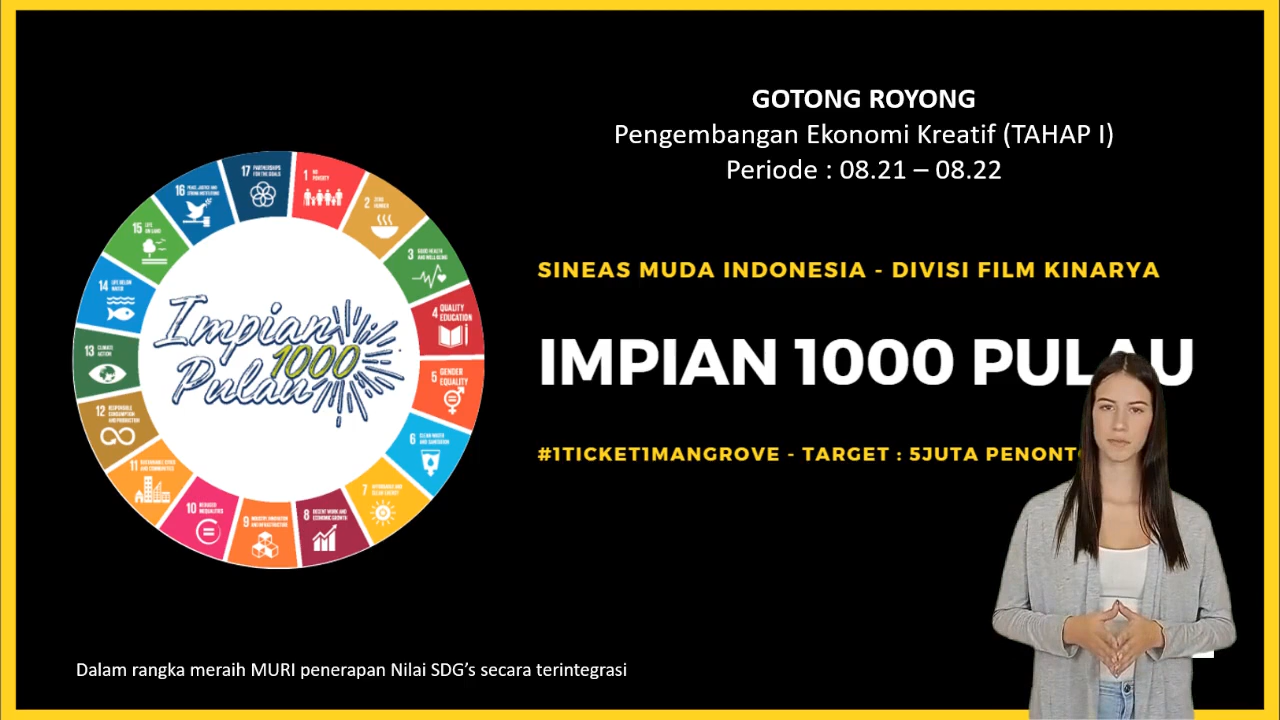 GOTONG ROYONG
Pengembangan Ekonomi Kreatif (TAHAP I)
Periode : 08.21 – 08.22
SINEAS MUDA INDONESIA - DIVISI FILM KINARYA
IMPIAN 1000 PULAU
#1TICKET1MANGROVE - TARGET : 5JUTA
Impian
1000
Pulau
1 NO
POVERTY
2 ZERO
HUNGER
3 GOOD HEALTH
AND WELL-BEING
4 QUALITY
EDUCATION
5 GENDER
EQUALITY
6 CLEAN WATER
AND SANITATION
7 AFFORDABLE AND
CLEAN ENERGY
8 DECENT WORK AND
ECONOMIC GROWTH
9 INDUSTRY, INNOVATION
AND INFRASTRUCTURE
10 REDUCED
INEQUALITIES
11 SUSTAINABLE CITIES
AND COMMUNITIES
12 RESPONSIBLE
CONSUMPTION
AND PRODUCTION
13 CLIMATE
ACTION
14 LIFE BELOW
WATER
15 LIFE
ON LAND
16 PEACE, JUSTICE AND
STRONG INSTITUTIONS
17 PARTNERSHIPS
FOR THE GOALS
Dalam rangka meraih MURI penerapan Nilai SDG’s secara terintegrasi